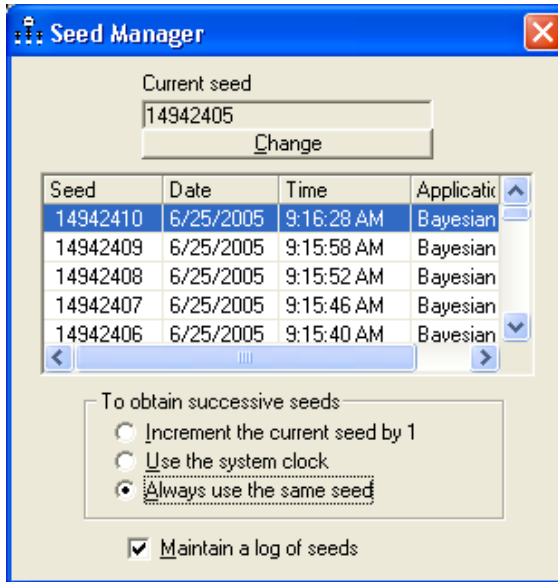 Seed Manager
Current seed
14942405
Change
Seed Date Time Applicatic
14942410 6/25/2005 9:16:28 AM Bayesian
14942409 6/25/2005 9:15:58 AM Bayesian
14942408 6/25/2005 9:15:52 AM Bayesian
14942407 6/25/2005 9:15:46 AM Bayesian
14942406 6/25/2005 9:15:40 AM Bayesian
To obtain successive seeds
Increment the current seed by 1
Use the system clock
Always use the same seed
Maintain a log of seeds